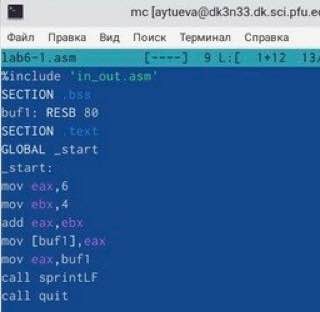 mc [aytueva@dk3n33.dk.sci.pfu.e
Файл Правка Вид Поиск Терминал Справка
lab6-1.asm [----] 9 L:[ 1+12 13/
%include 'in_out.asm'
SECTION .bss
buf1: RESB 80
SECTION .text
GLOBAL _start
_start:
mov eax,6
mov ebx,4
add eax,ebx
mov [buf1],eax
mov eax,buf1
call sprintLF
call quit